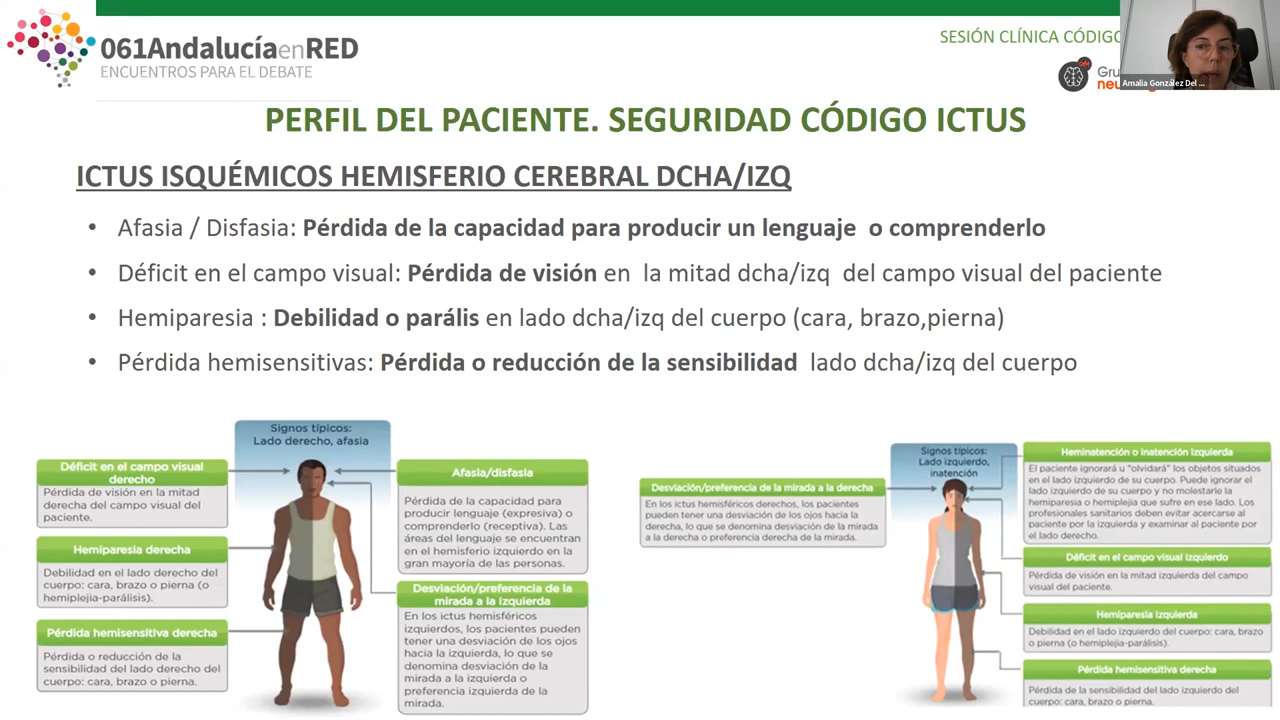 061AndalucíaenRED
ENCUENTROS PARA EL DEBATE
SESIÓN CLÍNICA CÓDIGO
Amalia González Del ...
PERFIL DEL PACIENTE. SEGURIDAD CÓDIGO ICTUS
ICTUS ISQUÉMICOS HEMISFERIO CEREBRAL DCHA/IZQ
• Afasia / Disfasia: Pérdida de la capacidad para producir un lenguaje o comprenderlo
• Déficit en el campo visual: Pérdida de visión en la mitad dcha/izq del campo visual del paciente
• Hemiparesia : Debilidad o parális en lado dcha/izq del cuerpo (cara, brazo,pierna)
• Pérdida hemisensitivas: Pérdida o reducción de la sensibilidad lado dcha/izq del cuerpo
Signos típicos:
Lado derecho, afasia
Déficit en el campo visual
derecho
Pérdida de visión en la mitad
derecha del campo visual del
paciente.
Hemiparesia derecha
Debilidad en el lado derecho del
cuerpo: cara, brazo o pierna (o
hemiplejia-parálisis).
Pérdida hemisensitiva derecha
Pérdida o reducción de la
sensibilidad del lado derecho del
cuerpo: cara, brazo o pierna.
Afasia/disfasia
Pérdida de la capacidad para
producir lenguaje (expresiva) o
comprenderlo (receptiva). Las
áreas del lenguaje se encuentran
en el hemisferio izquierdo en la
gran mayoría de las personas.
Desviación/preferencia de la
mirada a la izquierda
En los ictus hemisféricos
izquierdos, los pacientes pueden
tener una desviación de los ojos
hacia la izquierda, lo que se
denomina desviación de la
mirada a la izquierda o
preferencia izquierda de la
mirada.
Desviación/preferencia de la mirada a la derecha
En los ictus hemisféricos derechos, los pacientes
pueden tener una desviación de los ojos hacia la
derecha, lo que se denomina desviación de la mirada
a la derecha o preferencia derecha de la mirada.
Signos típicos:
Lado izquierdo,
inatención
Heminatención o inatención izquierda
El paciente ignorará u "olvidará" los objetos situados
en el lado izquierdo de su cuerpo. Puede ignorar el
lado izquierdo de su cuerpo y no molestarle la
hemiparesia o hemiplejia que sufre en ese lado. Los
profesionales sanitarios deben evitar acercarse al
paciente por la izquierda y examinar al paciente por
el lado derecho.
Déficit en el campo visual izquierdo
Pérdida de visión en la mitad izquierda del campo
visual del paciente.
Hemiparesia izquierda
Debilidad en el lado izquierdo del cuerpo: cara, brazo
o pierna (o hemiplejia-parálisis).
Pérdida hemisensitiva derecha
Pérdida de la sensibilidad del lado izquierdo del
cuerpo: cara, brazo o pierna.